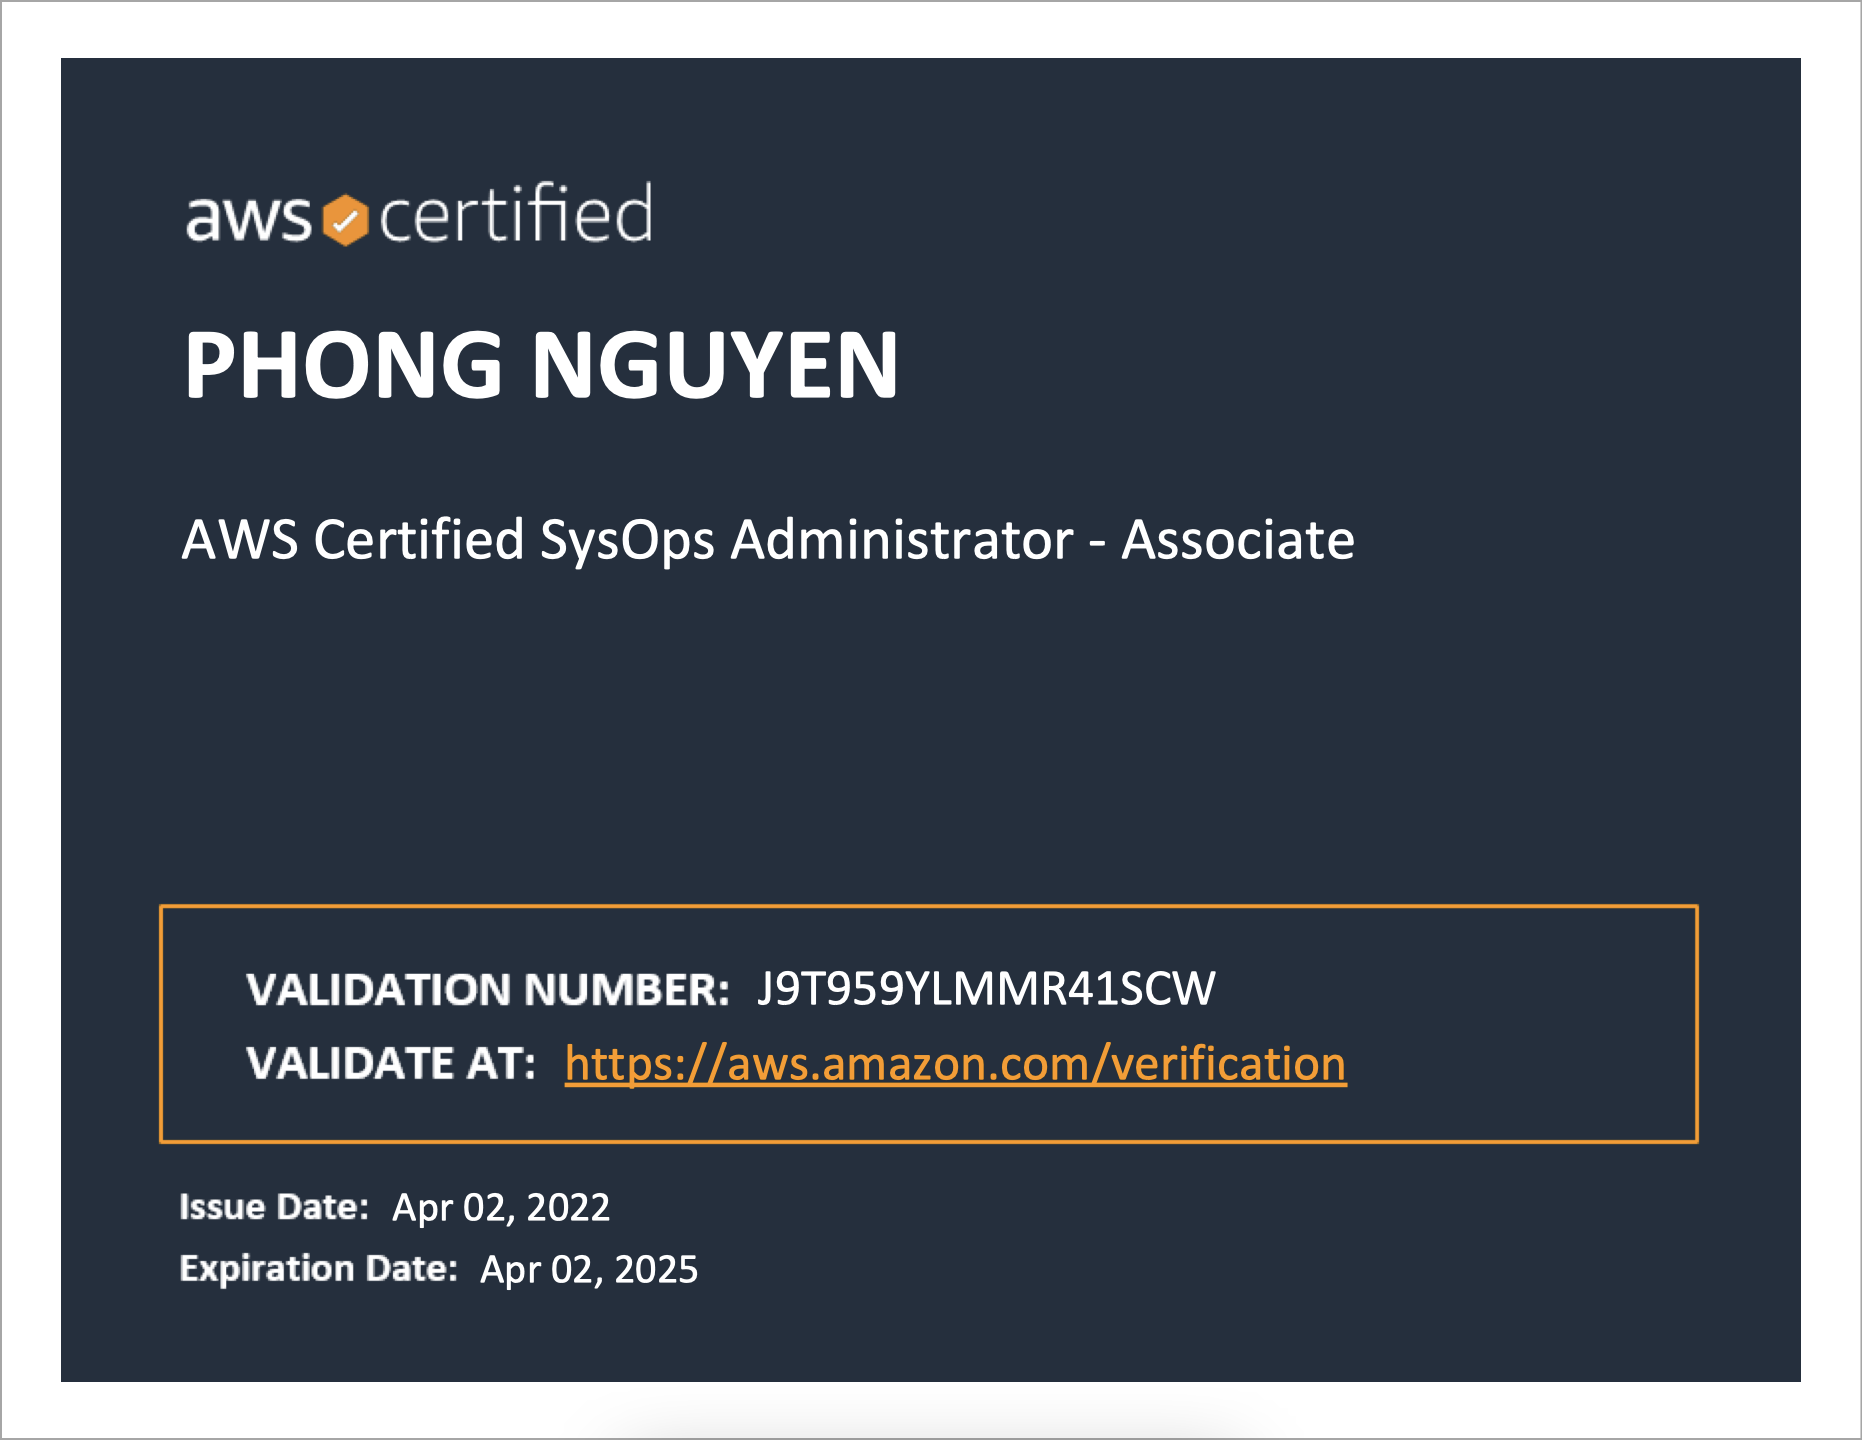 aws certified
PHONG NGUYEN
AWS Certified SysOps Administrator - Associate
VALIDATION NUMBER: J9T959YLMMR41SCW
VALIDATE AT: https://aws.amazon.com/verification
Issue Date: Apr 02, 2022
Expiration Date: Apr 02, 2025